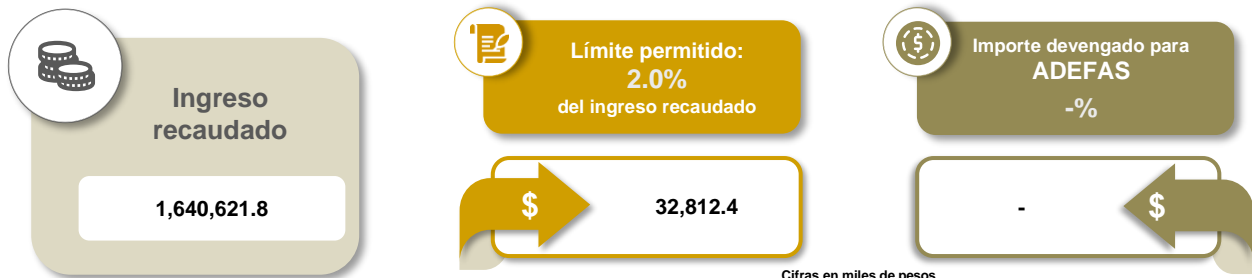 Ingreso
recaudado
1,640,621.8
Límite permitido:
2.0%
del ingreso recaudado
$
32,812.4
Importe devengado para
ADEFAS
-%
-
$
Cifras en miles de pesos